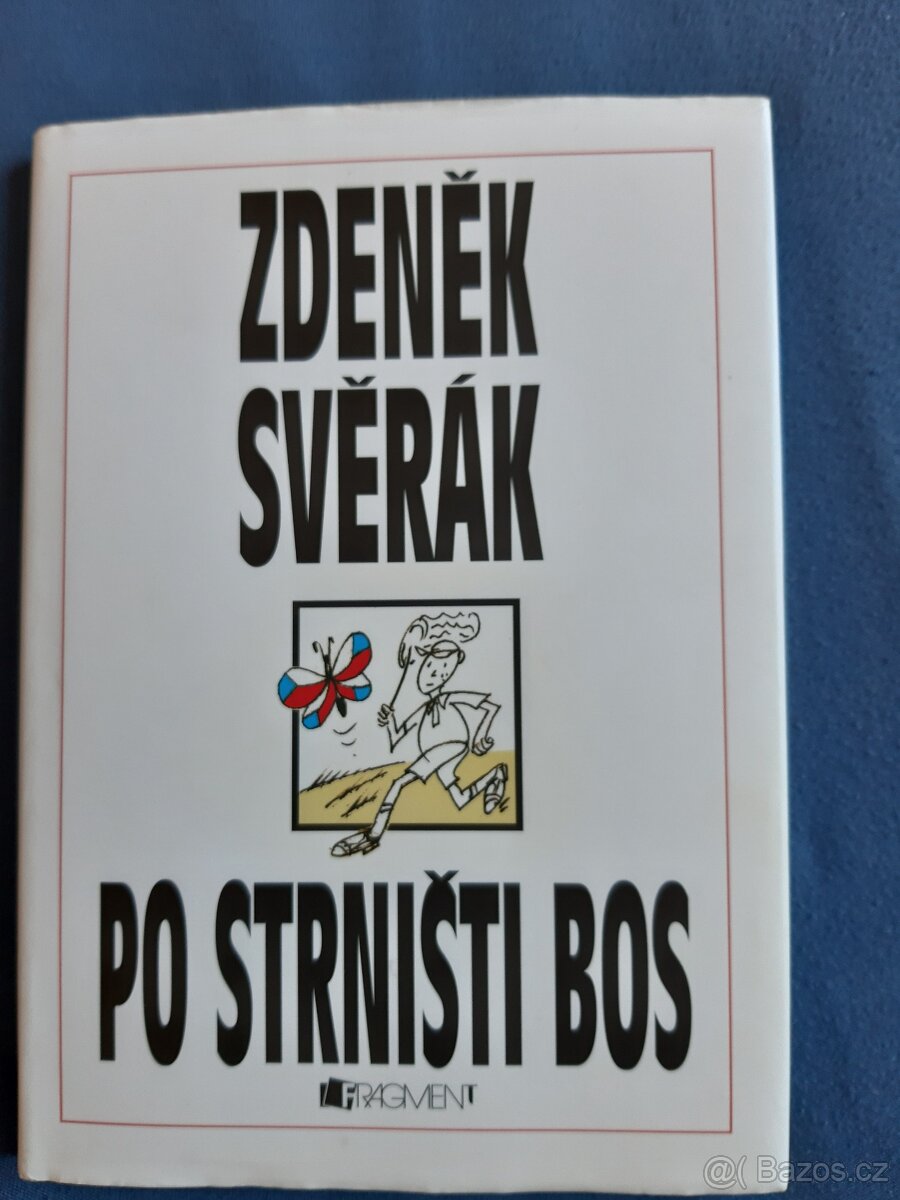 ZDENĚK
SVĚRÁK
PO STRNIŠTI BOS
FRAGMENT
@( Bazos.cz